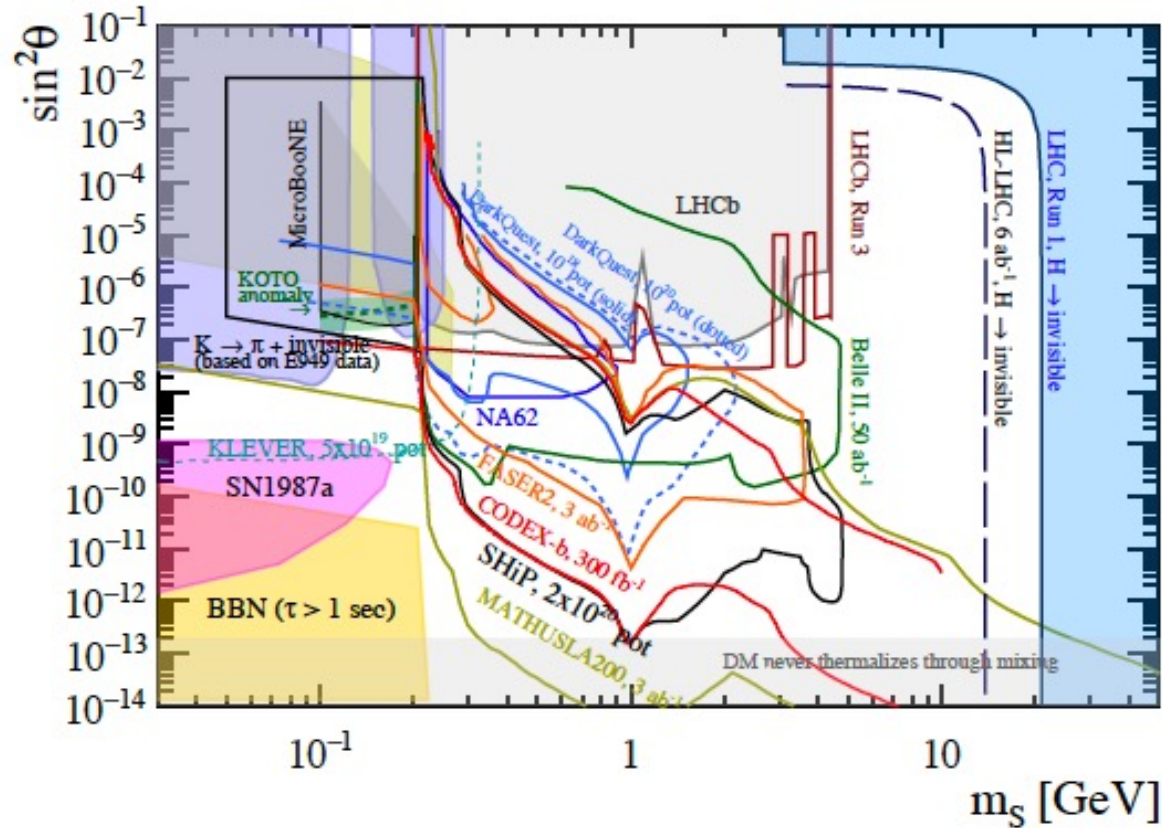 sin²θ
10⁻¹
10⁻²
10⁻³
10⁻⁴
10⁻⁵
10⁻⁶
10⁻⁷
10⁻⁸
10⁻⁹
10⁻¹⁰
10⁻¹¹
10⁻¹²
10⁻¹³
10⁻¹⁴
MicroBooNE
KOTO
anomaly
→
K → π + invisible
(based on E949 data)
KLEVER, 5x10¹⁹ pot
SN1987a
BBN (τ > 1 sec)
DarkQuest, 10¹⁸ pot (solid)
DarkQuest, 10²⁰ pot (dotted)
LHCb
LHCb, Run 3
Belle II, 50 ab⁻¹
HL-LHC, 6 ab⁻¹, H → invisible
LHC, Run 1, H → invisible
NA62
FASER2, 3 ab⁻¹
CODEX-b, 300 fb⁻¹
SHiP, 2x10²⁰ pot
MATHUSLA200, 3 ab⁻¹
DM never thermalizes through mixing
10⁻¹
1
10
m_S [GeV]